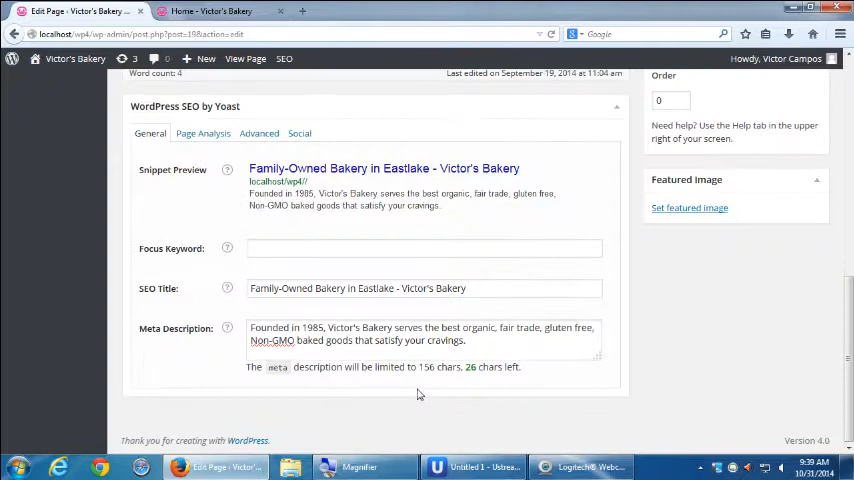 Edit Page ‹ Victor's Bakery ...
Home - Victor's Bakery
localhost/wp4/wp-admin/post.php?post=19&action=edit
Google
Victor's Bakery
3
0
New
View Page
SEO
Howdy, Victor Campos
Word count: 4
Last edited on September 19, 2014 at 11:04 am
Order
0
Need help? Use the Help tab in the upper
right of your screen.
WordPress SEO by Yoast
General
Page Analysis
Advanced
Social
Snippet Preview
Family-Owned Bakery in Eastlake - Victor's Bakery
localhost/wp4//
Founded in 1985, Victor's Bakery serves the best organic, fair trade, gluten free,
Non-GMO baked goods that satisfy your cravings.
Featured Image
Set featured image
Focus Keyword:
SEO Title:
Family-Owned Bakery in Eastlake - Victor's Bakery
Meta Description:
Founded in 1985, Victor's Bakery serves the best organic, fair trade, gluten free,
Non-GMO baked goods that satisfy your cravings.
The meta description will be limited to 156 chars. 26 chars left.
Thank you for creating with WordPress.
Version 4.0
Edit Page ‹ Victor'...
Magnifier
Untitled 1 - Ustrea...
Logitech® Webc...
9:39 AM
10/31/2014